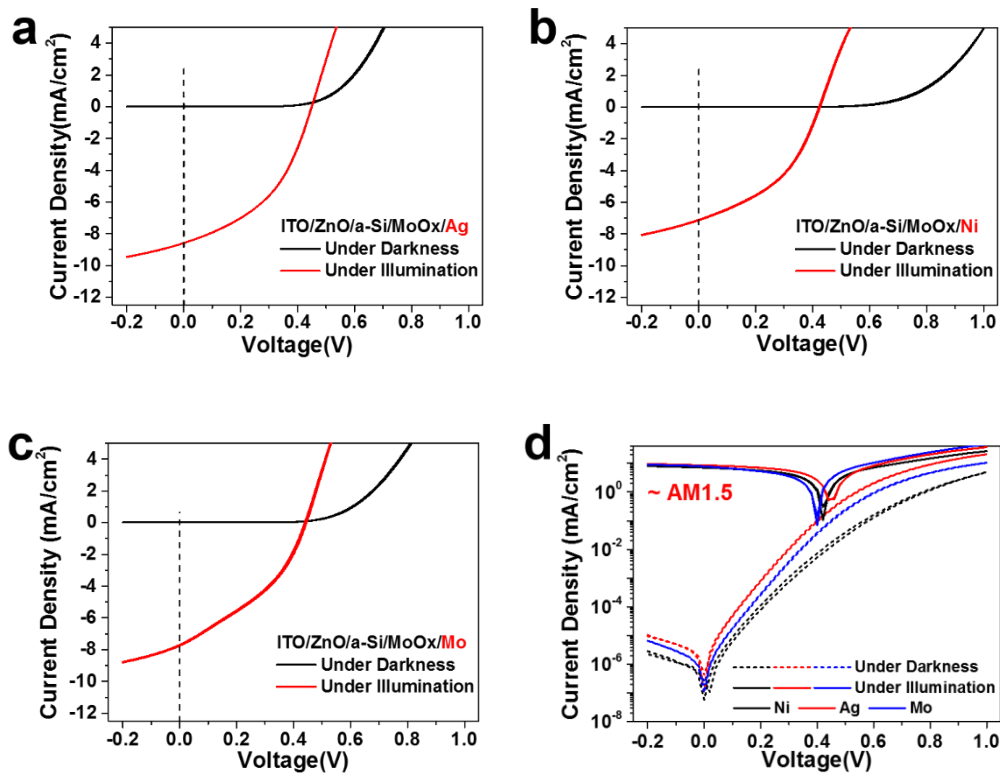 a
Current Density(mA/cm²)
4
2
0
-2
-4
-6
-8
-10
-12
ITO/ZnO/a-Si/MoOx/Ag
Under Darkness
Under Illumination
-0.2 0.0 0.2 0.4 0.6 0.8 1.0
Voltage(V)
b
Current Density(mA/cm²)
4
2
0
-2
-4
-6
-8
-10
-12
ITO/ZnO/a-Si/MoOx/Ni
Under Darkness
Under Illumination
-0.2 0.0 0.2 0.4 0.6 0.8 1.0
Voltage(V)
c
Current Density (mA/cm²)
4
2
0
-2
-4
-6
-8
-10
-12
ITO/ZnO/a-Si/MoOx/Mo
Under Darkness
Under Illumination
-0.2 0.0 0.2 0.4 0.6 0.8 1.0
Voltage(V)
d
Current Density (mA/cm²)
10⁰
10⁻²
10⁻⁴
10⁻⁶
10⁻⁸
~ AM1.5
Under Darkness
Under Illumination
Ni Ag Mo
-0.2 0.0 0.2 0.4 0.6 0.8 1.0
Voltage(V)